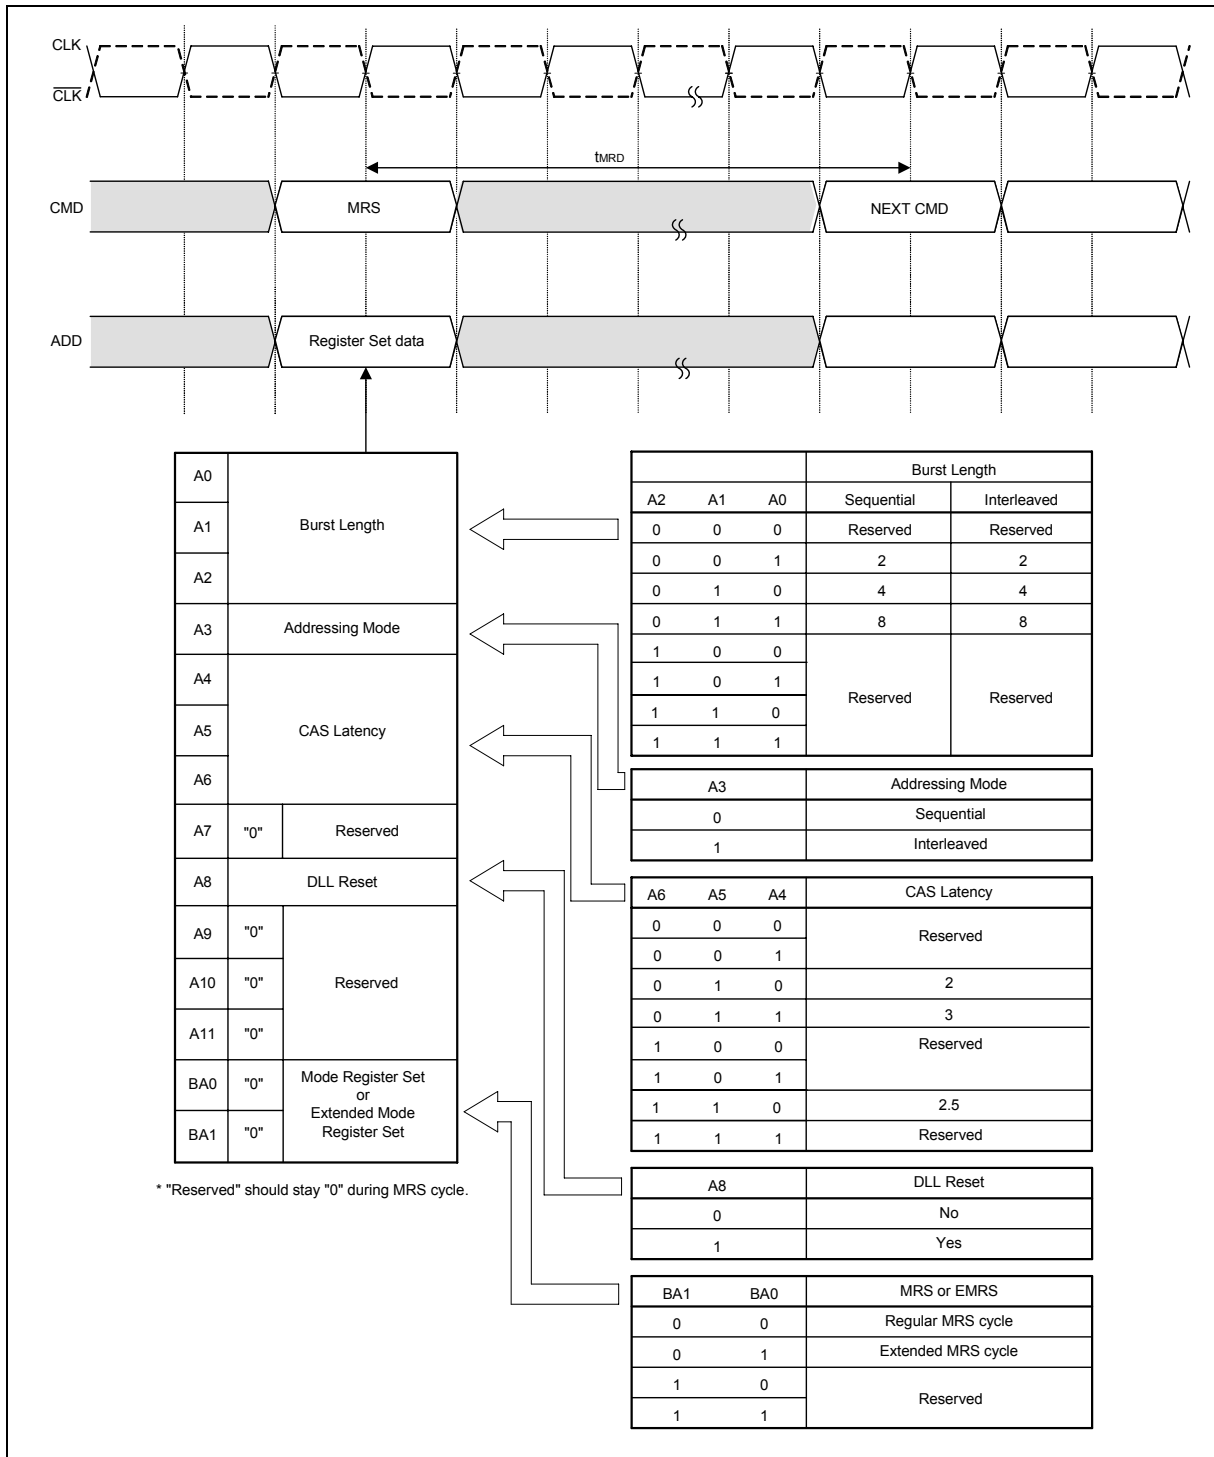 CLK
CLK
tMRD
CMD
MRS
NEXT CMD
ADD
Register Set data
A0
A1
Burst Length
A2
A3 Addressing Mode
A4
A5 CAS Latency
A6
A7 "0" Reserved
A8 DLL Reset
A9 "0"
A10 "0" Reserved
A11 "0"
BA0 "0"
BA1 "0"
Mode Register Set
or
Extended Mode
Register Set
* "Reserved" should stay "0" during MRS cycle.
Burst Length
A2 A1 A0 Sequential Interleaved
0 0 0 Reserved Reserved
0 0 1 2 2
0 1 0 4 4
0 1 1 8 8
1 0 0
1 0 1
Reserved Reserved
1 1 0
1 1 1
A3 Addressing Mode
0 Sequential
1 Interleaved
A6 A5 A4 CAS Latency
0 0 0
Reserved
0 0 1
0 1 0 2
0 1 1 3
1 0 0 Reserved
1 0 1
1 1 0 2.5
1 1 1 Reserved
A8 DLL Reset
0 No
1 Yes
BA1 BA0 MRS or EMRS
0 0 Regular MRS cycle
0 1 Extended MRS cycle
1 0
Reserved
1 1